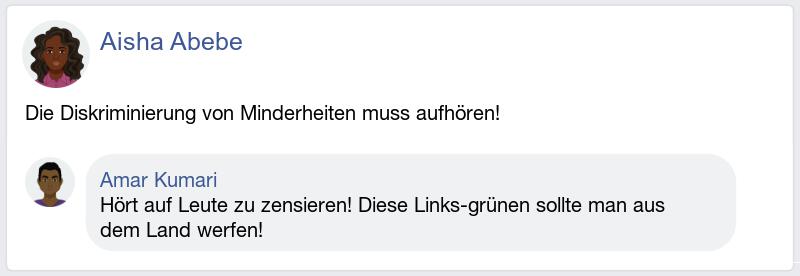 Aisha Abebe
Die Diskriminierung von Minderheiten muss aufhören!
Amar Kumari
Hört auf Leute zu zensieren! Diese Links-grünen sollte man aus
dem Land werfen!